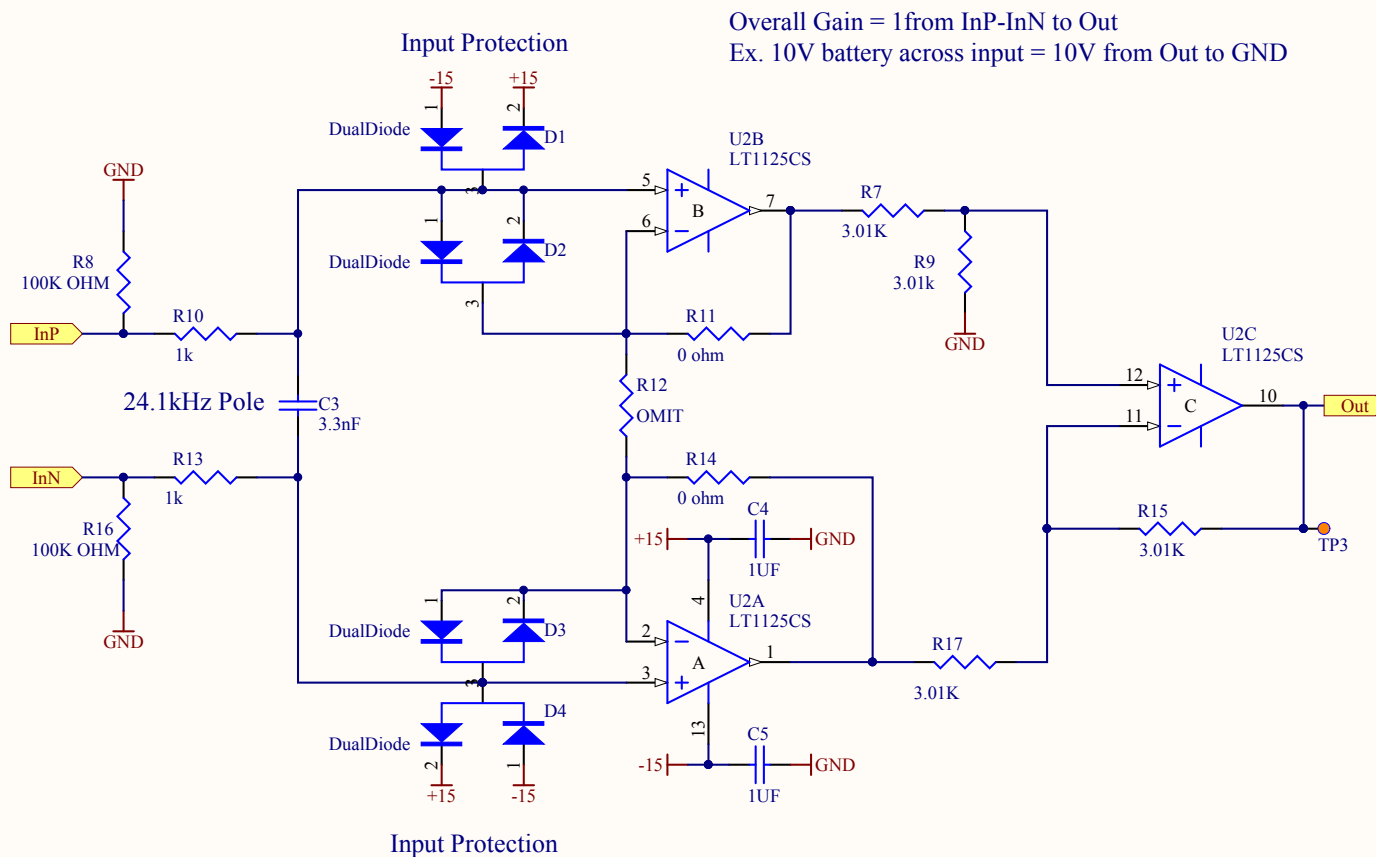 Overall Gain = 1from InP-InN to Out
Ex. 10V battery across input = 10V from Out to GND
Input Protection
-15
+15
1
2
DualDiode
D1
3
GND
R8
100K OHM
InP
R10
1k
1
2
DualDiode
D2
3
5
6
B
7
U2B
LT1125CS
R7
3.01K
R9
3.01k
GND
R11
0 ohm
R12
OMIT
24.1kHz Pole
C3
3.3nF
U2C
LT1125CS
12
11
C
10
Out
InN
R13
1k
R16
100K OHM
GND
R14
0 ohm
C4
+15
GND
1UF
4
R15
3.01K
TP3
1
2
DualDiode
D3
3
U2A
LT1125CS
2
3
A
1
R17
3.01K
D4
DualDiode
2
1
+15
-15
13
C5
-15
GND
1UF
Input Protection